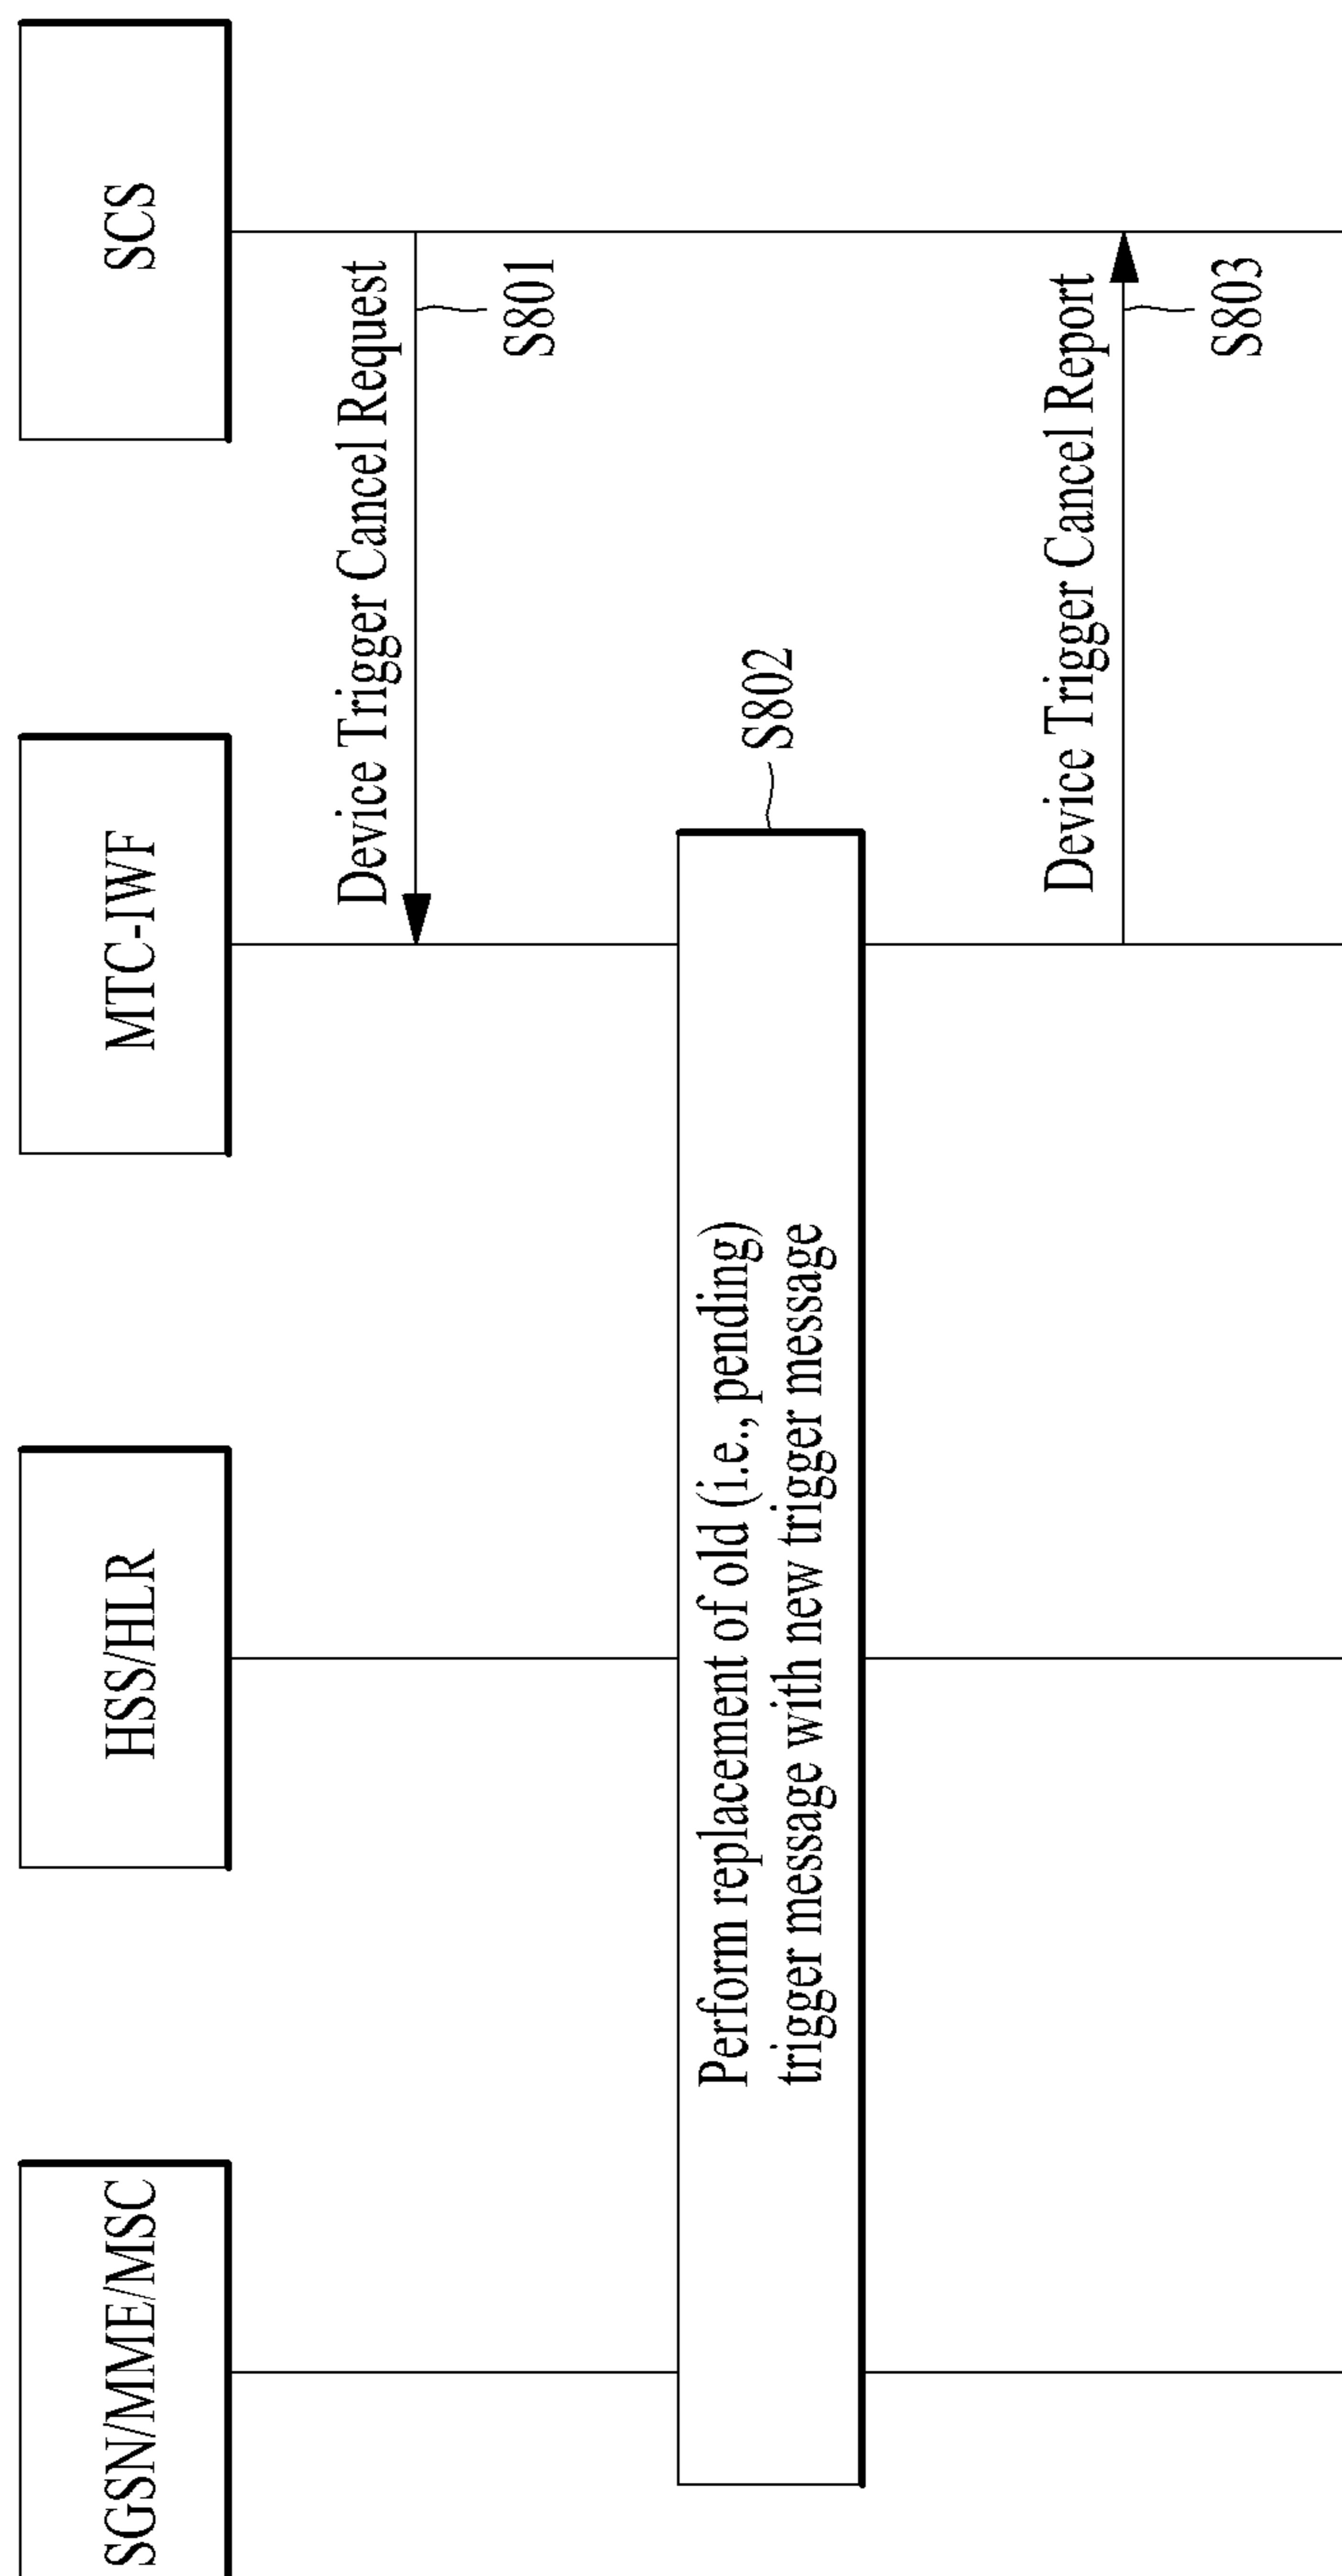 SGSN/MME/MSC
HSS/HLR
MTC-IWF
SCS
Device Trigger Cancel Request
S801
Perform replacement of old (i.e., pending)
trigger message with new trigger message
S802
Device Trigger Cancel Report
S803